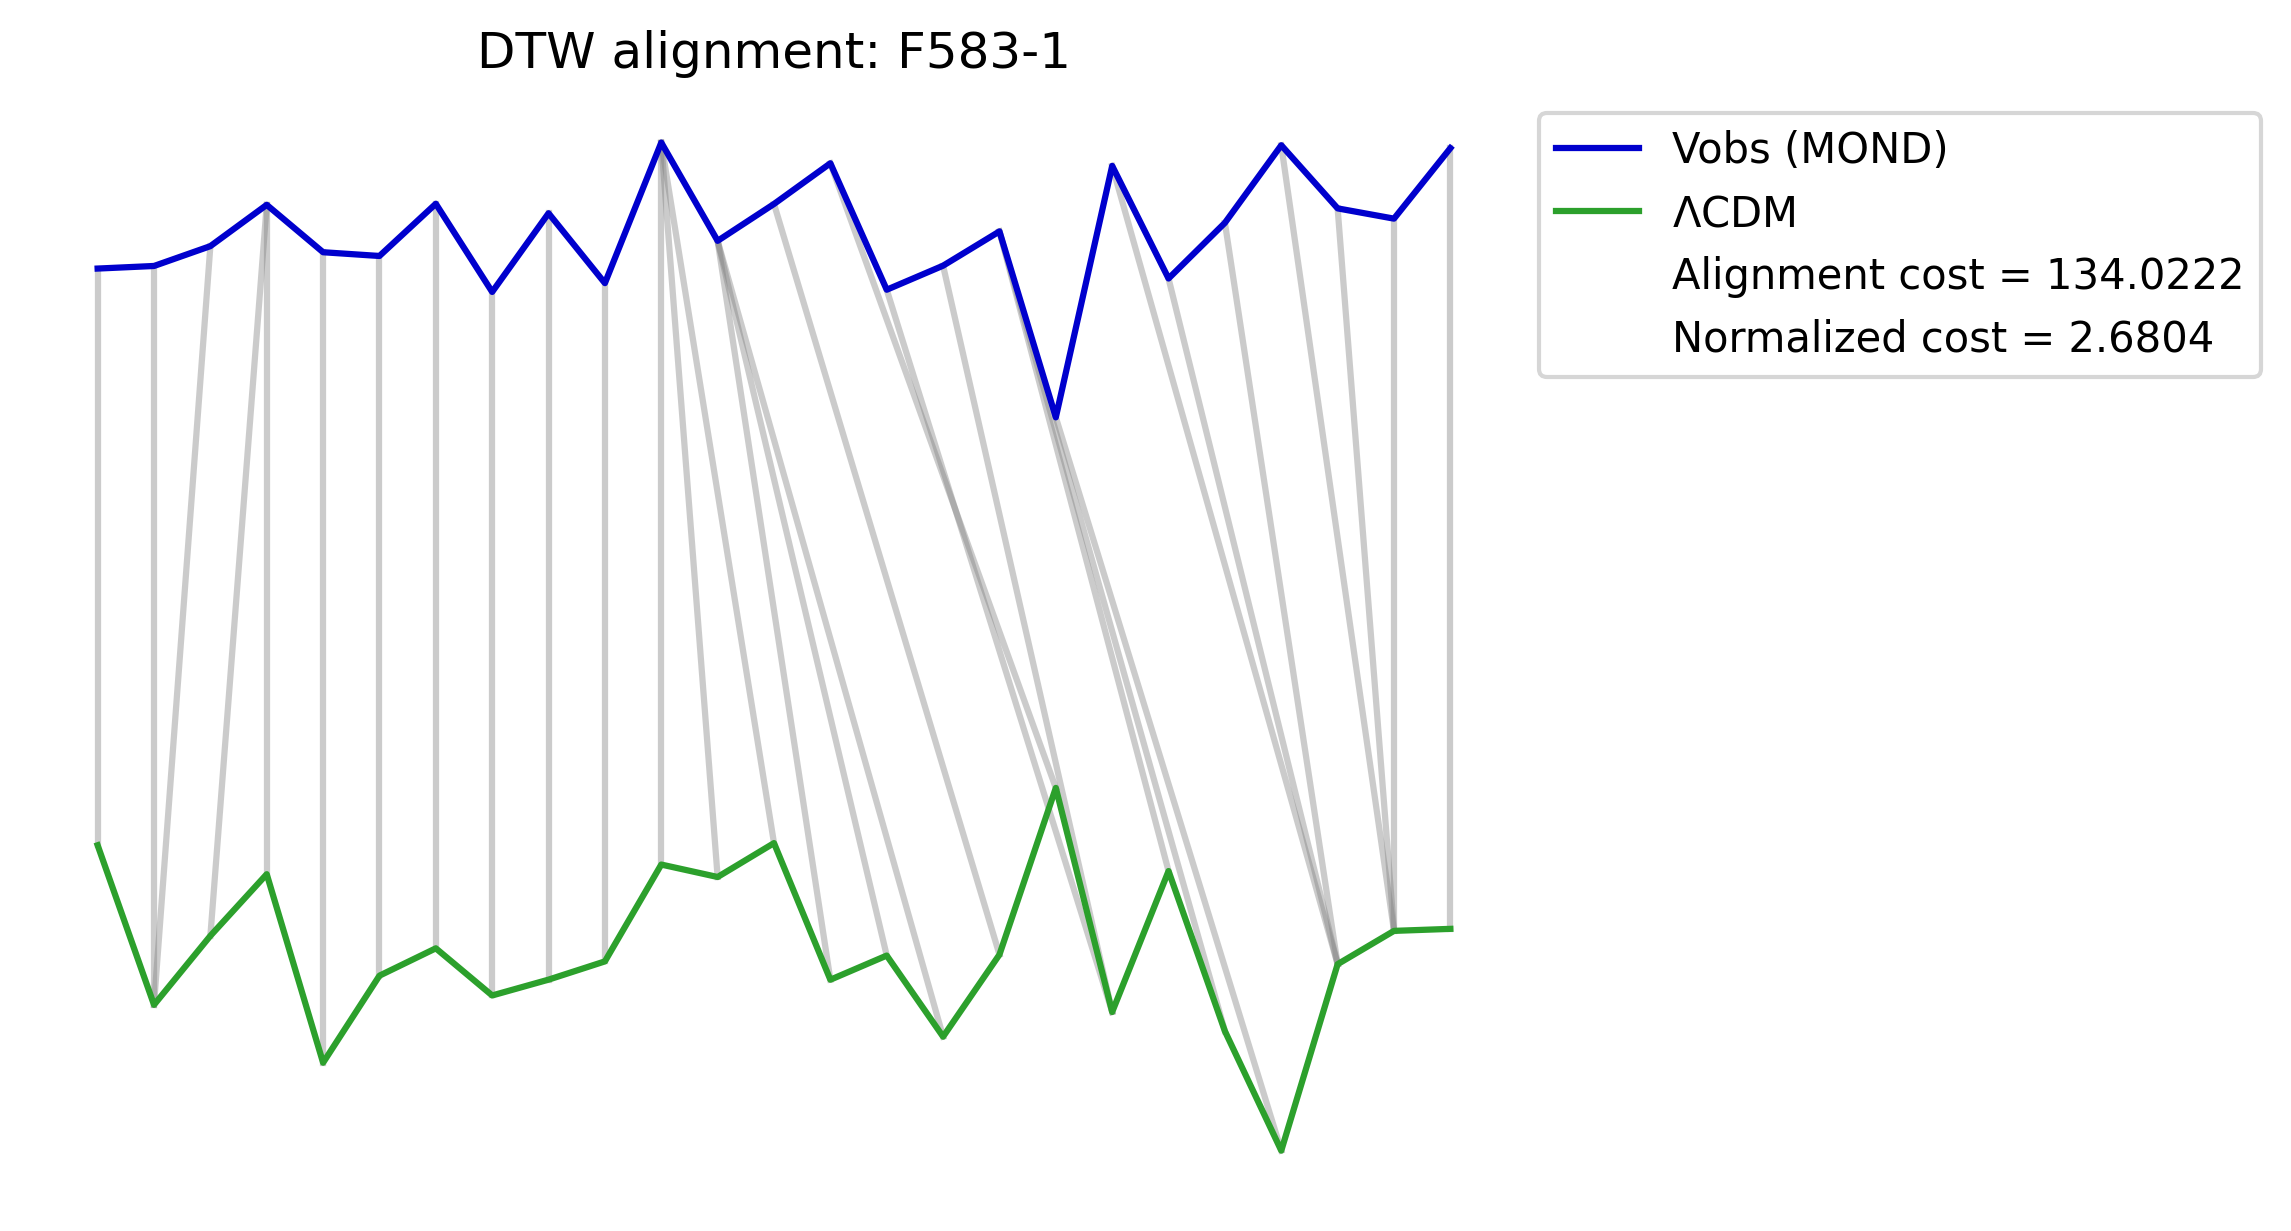 DTW alignment: F583-1
Vobs (MOND)
ΛCDM
Alignment cost = 134.0222
Normalized cost = 2.6804